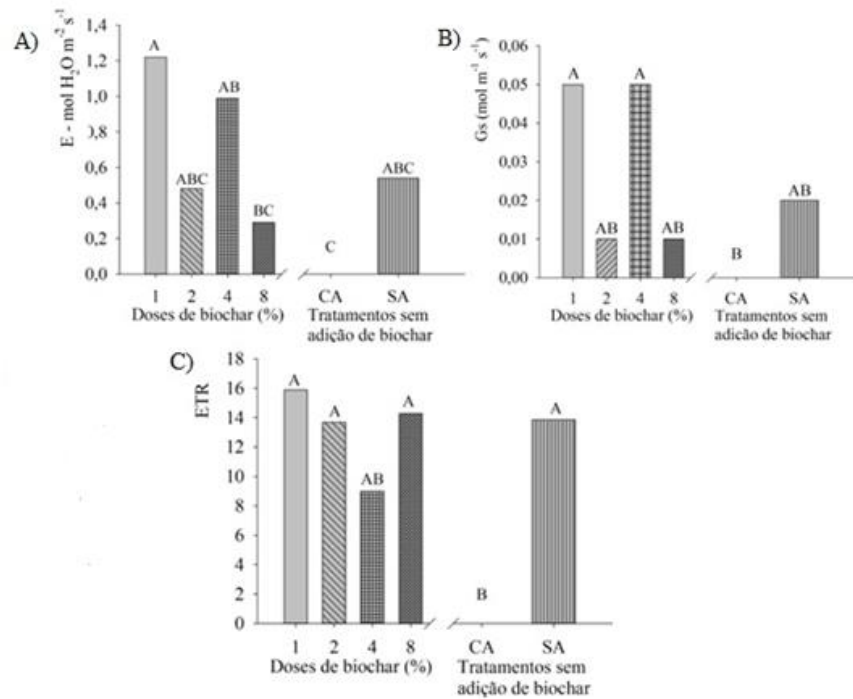 A)
E - mol H₂O m⁻² s⁻¹
1,4
1,2
1,0
,8
0,6
0,4
0,2
0,0
A
ABC
AB
BC
C
ABC
1 2 4 8 CA SA
Doses de biochar (%) Tratamentos sem
adição de biochar
B)
Gs (mol m⁻¹ s⁻¹)
0,06
0,05
0,04
0,03
0,02
0,01
0,00
A
AB
A
AB
B
AB
1 2 4 8 CA SA
Doses de biochar (%) Tratamentos sem
adição de biochar
C)
ETR
18
16
14
12
10
8
6
4
2
0
A
A
AB
A
B
A
1 2 4 8 CA SA
Doses de biochar (%) Tratamentos sem
adição de biochar